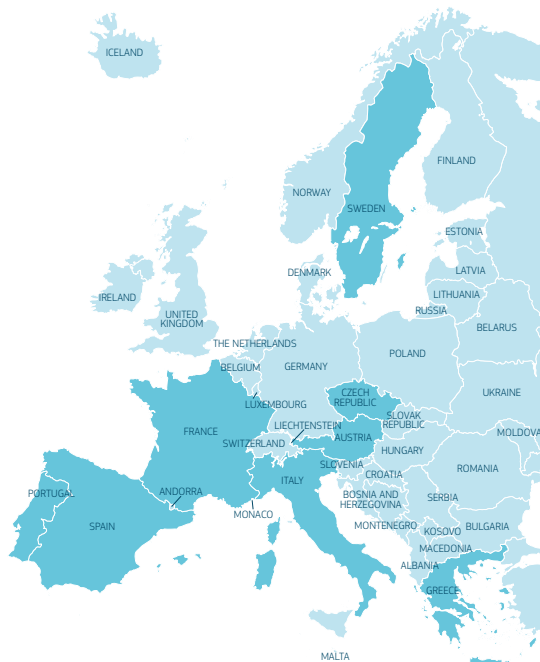 ICELAND
FINLAND
NORWAY
SWEDEN
ESTONIA
DENMARK
LATVIA
IRELAND
LITHUANIA
RUSSIA
UNITED
KINGDOM
BELARUS
THE NETHERLANDS
POLAND
BELGIUM
GERMANY
UKRAINE
CZECH
REPUBLIC
LUXEMBOURG
SLOVAK
REPUBLIC
LIECHTENSTEIN
FRANCE
MOLDOVA
AUSTRIA
SWITZERLAND
HUNGARY
SLOVENIA
ROMANIA
CROATIA
ITALY
PORTUGAL
ANDORRA
BOSNIA AND
HERZEGOVINA
SERBIA
MONACO
SPAIN
MONTENEGRO
KOSOVO
BULGARIA
MACEDONIA
ALBANIA
GREECE
MALTA